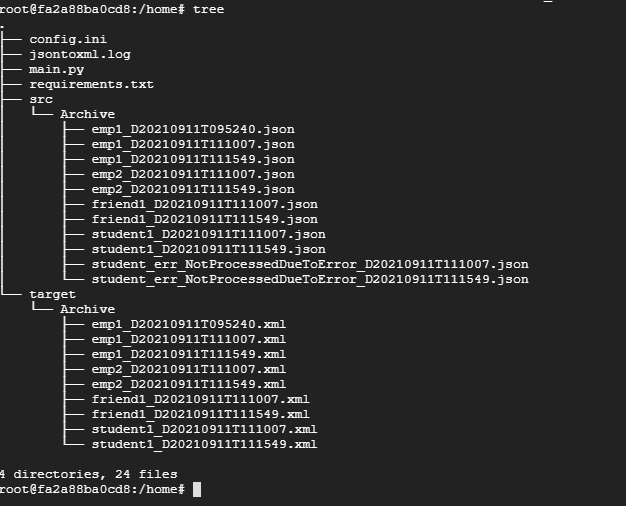 root@fa2a88ba0cd8:/home# tree
.
├── config.ini
├── jsontoxml.log
├── main.py
├── requirements.txt
├── src
│   └── Archive
│       ├── emp1_D20210911T095240.json
│       ├── emp1_D20210911T111007.json
│       ├── emp1_D20210911T111549.json
│       ├── emp2_D20210911T111007.json
│       ├── emp2_D20210911T111549.json
│       ├── friend1_D20210911T111007.json
│       ├── friend1_D20210911T111549.json
│       ├── student1_D20210911T111007.json
│       ├── student1_D20210911T111549.json
│       ├── student_err_NotProcessedDueToError_D20210911T111007.json
│       └── student_err_NotProcessedDueToError_D20210911T111549.json
└── target
    └── Archive
        ├── emp1_D20210911T095240.xml
        ├── emp1_D20210911T111007.xml
        ├── emp1_D20210911T111549.xml
        ├── emp2_D20210911T111007.xml
        ├── emp2_D20210911T111549.xml
        ├── friend1_D20210911T111007.xml
        ├── friend1_D20210911T111549.xml
        ├── student1_D20210911T111007.xml
        └── student1_D20210911T111549.xml

4 directories, 24 files
root@fa2a88ba0cd8:/home#